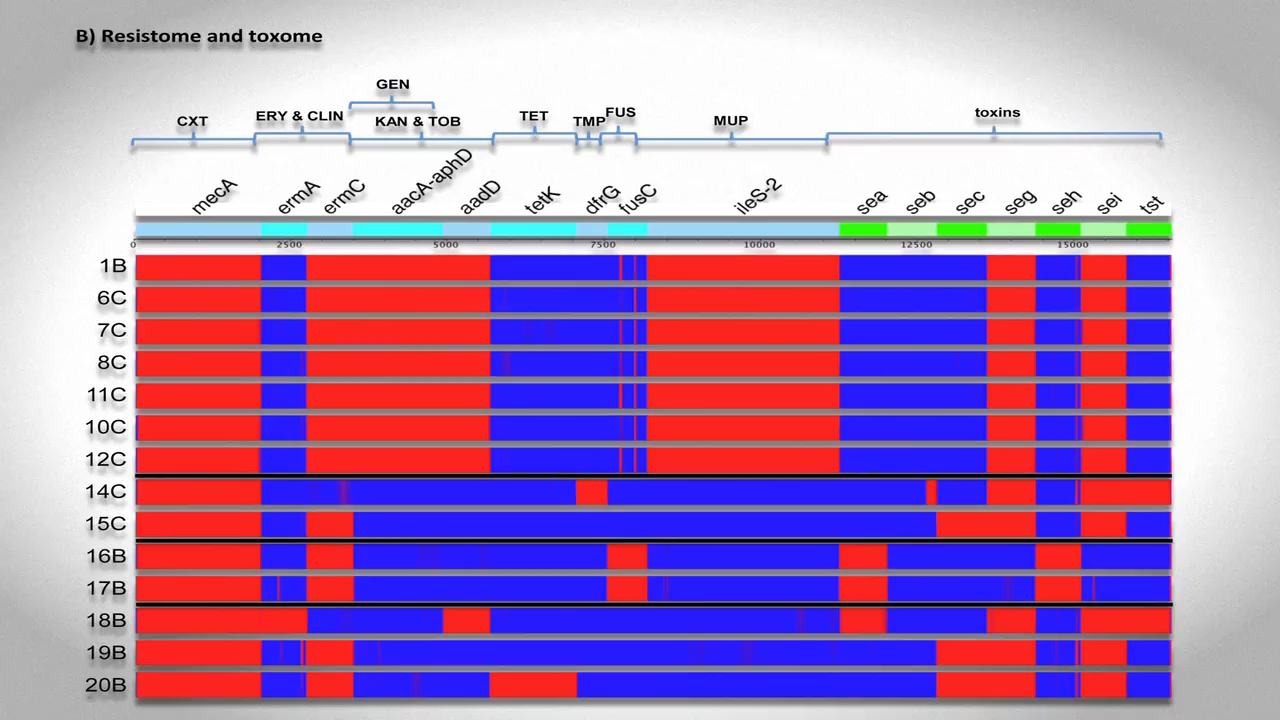 B) Resistome and toxome
GEN
CXT ERY & CLIN KAN & TOB TET TMP FUS MUP toxins
mecA ermA ermC aacA-aphD aadD tetK dfrG fusC ileS-2 sea seb sec seg seh sei tst
0 2500 5000 7500 10000 12500 15000
1B
6C
7C
8C
11C
10C
12C
14C
15C
16B
17B
18B
19B
20B